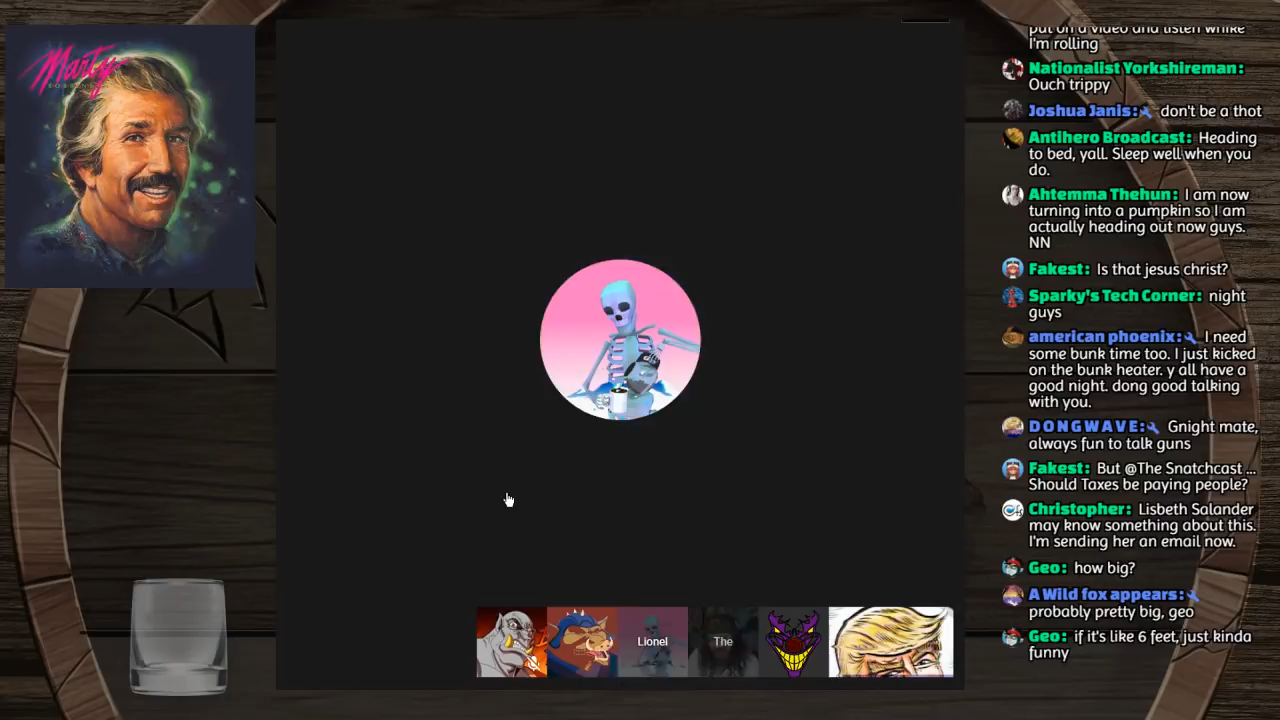 Marty
ROBBINS
Lionel
The
put on a video and listen while
I'm rolling
Nationalist Yorkshireman:
Ouch trippy
Joshua Janis: don't be a thot
Antihero Broadcast: Heading
to bed, yall. Sleep well when you
do.
Ahtemma Thehun: I am now
turning into a pumpkin so I am
actually heading out now guys.
NN
Fakest: Is that jesus christ?
Sparky's Tech Corner: night
guys
american phoenix: I need
some bunk time too. I just kicked
on the bunk heater. y all have a
good night. dong good talking
with you.
DONGWAVE: Gnight mate,
always fun to talk guns
Fakest: But @The Snatchcast ...
Should Taxes be paying people?
Christopher: Lisbeth Salander
may know something about this.
I'm sending her an email now.
Geo: how big?
A Wild fox appears:
probably pretty big, geo
Geo: if it's like 6 feet, just kinda
funny